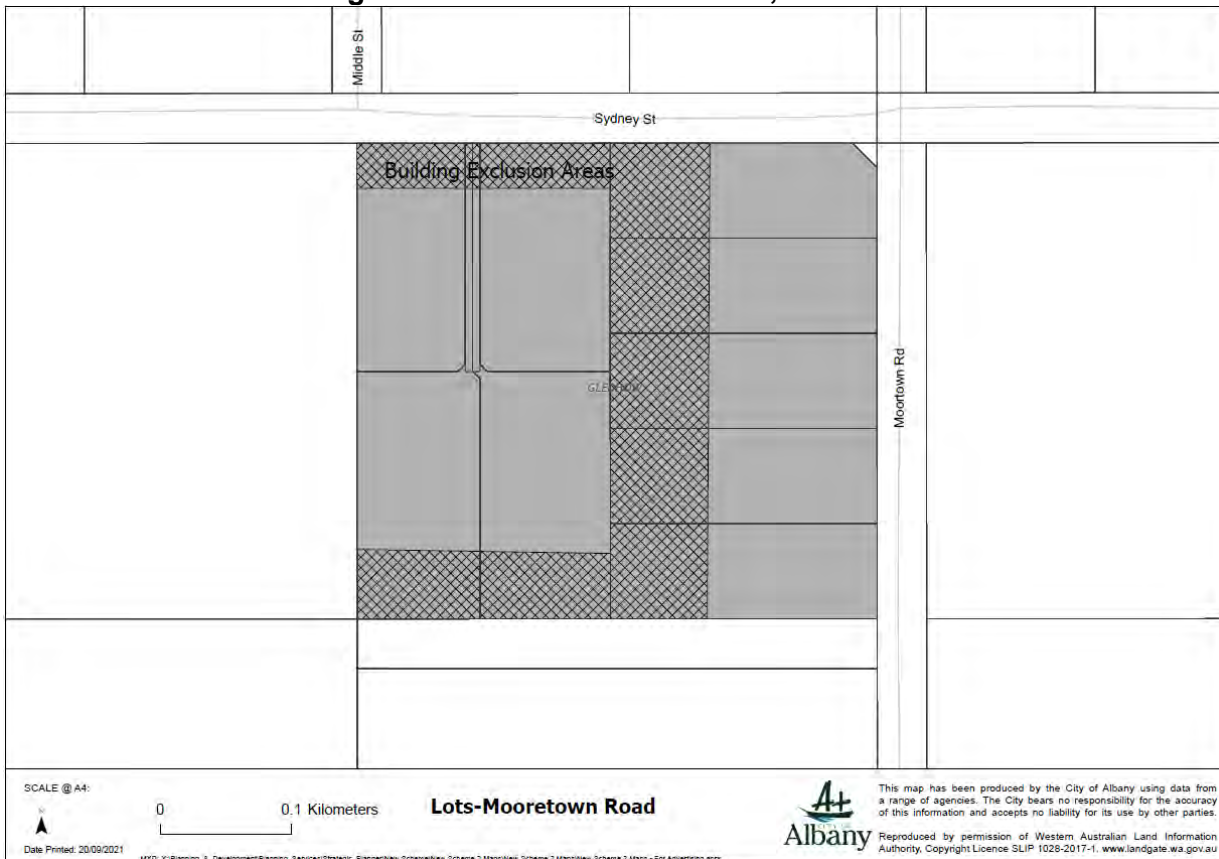 Middle St
Sydney St
Building Exclusion Areas
Moortown Rd
SCALE @ A4:
0 0.1 Kilometers
Lots-Mooretown Road
Date Printed: 20/09/2021
CITY OF
Albany
This map has been produced by the City of Albany using data from
a range of agencies. The City bears no responsibility for the accuracy
of this information and accepts no liability for its use by other parties.
Reproduced by permission of Western Australian Land Information
Authority, Copyright Licence SLIP 1028-2017-1. www.landgate.wa.gov.au